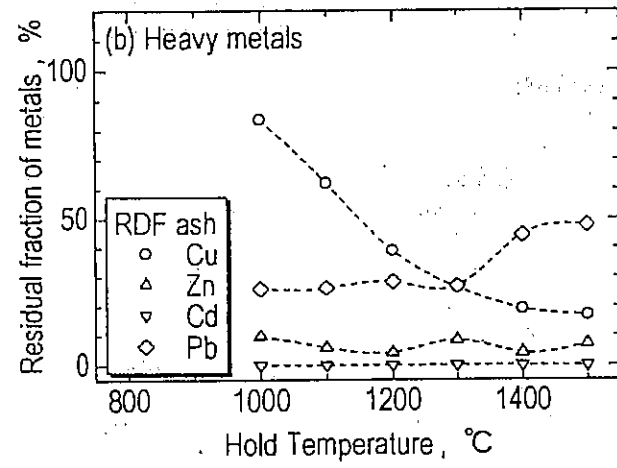 (b) Heavy metals
Residual fraction of metals , %
100
50
0
RDF ash
Cu
Zn
Cd
Pb
800 1000 1200 1400
Hold Temperature , °C